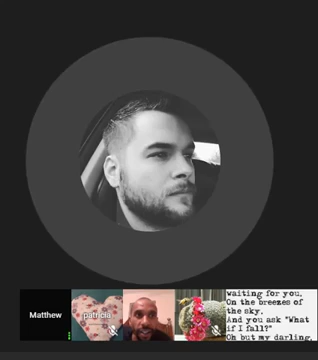 Matthew
patricia
waiting for you,
On the breezes of
the sky,
And you ask "What
if I fall?"
Oh but my darling,